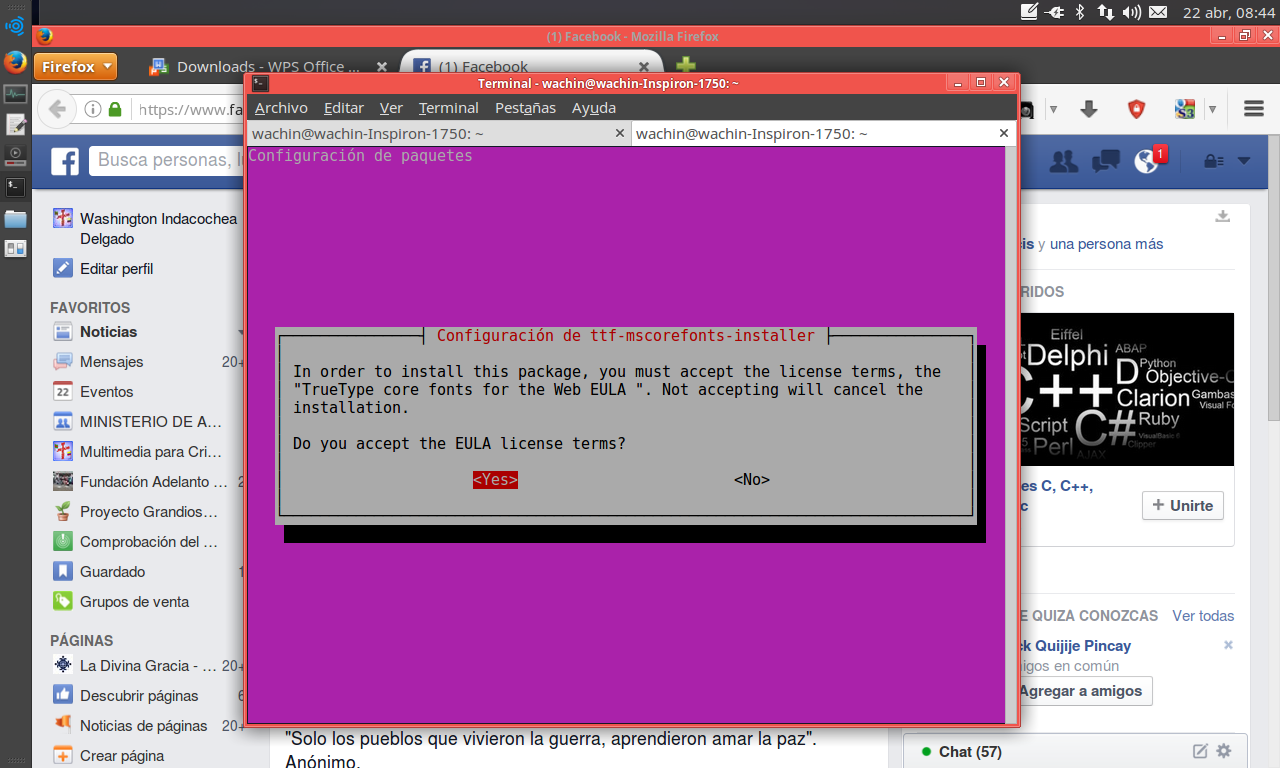 22 abr, 08:44
(1) Facebook - Mozilla Firefox
Firefox
Downloads - WPS Office ...
(1) Facebook
https://www.fa
Terminal - wachin@wachin-Inspiron-1750: ~
Archivo Editar Ver Terminal Pestañas Ayuda
wachin@wachin-Inspiron-1750: ~
wachin@wachin-Inspiron-1750: ~
Configuración de paquetes
Configuración de ttf-mscorefonts-installer
In order to install this package, you must accept the license terms, the
"TrueType core fonts for the Web EULA ". Not accepting will cancel the
installation.
Do you accept the EULA license terms?
<Yes> <No>
Busca personas, l
1
Washington Indacochea
Delgado
Editar perfil
FAVORITOS
Noticias
Mensajes 20+
Eventos
22
MINISTERIO DE A...
Multimedia para Cri...
Fundación Adelanto ... 2
Proyecto Grandios...
Comprobación del ...
Guardado 1
Grupos de venta
PÁGINAS
La Divina Gracia - ... 20+
Descubrir páginas 6
Noticias de páginas 20+
Crear página
"Solo los pueblos que vivieron la guerra, aprendieron amar la paz".
Anónimo.
cis y una persona más
RIDOS
Eiffel
Delphi
ABAP
Python
C++
D
Objective-C
Clarion
Gambas
Visual Fo
Script
C#
Ruby
Perl
VisualBasic 6
Clipper
AJAX
es C, C++,
c
+ Unirte
E QUIZA CONOZCAS Ver todas
ck Quijije Pincay
igos en común
Agregar a amigos
Chat (57)